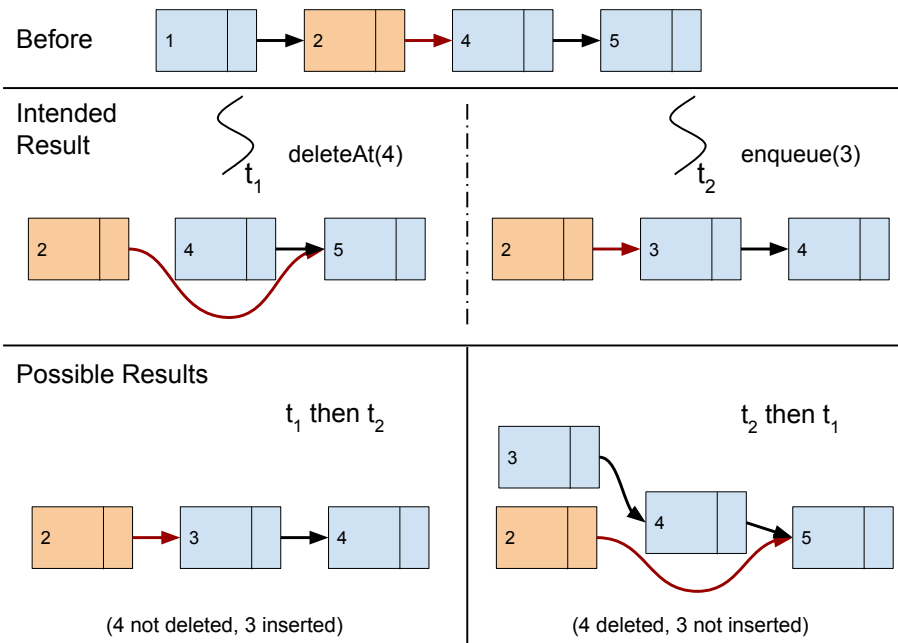 Before
1 2 4 5
Intended
Result
t1 deleteAt(4)
t2 enqueue(3)
2 4 5
2 3 4
Possible Results
t1 then t2
t2 then t1
3
2 4 5
2 3 4
(4 not deleted, 3 inserted)
(4 deleted, 3 not inserted)